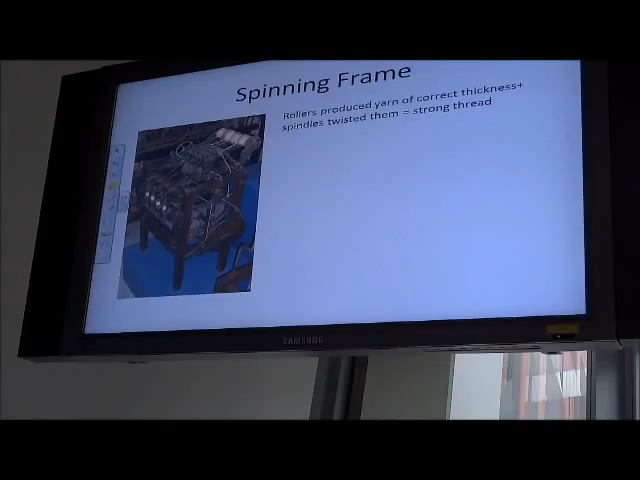 Spinning Frame
Rollers produced yarn of correct thickness+
spindles twisted them = strong thread
SAMSUNG